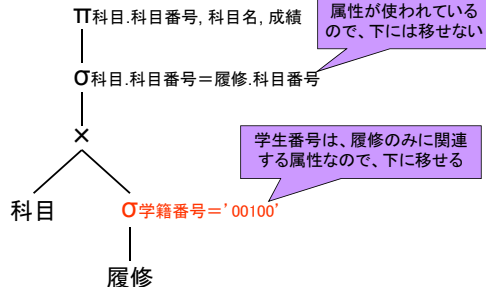 π科目.科目番号, 科目名, 成績
属性が使われている
ので、下には移せない
σ科目.科目番号＝履修.科目番号
×
学生番号は、履修のみに関連
する属性なので、下に移せる
科目
σ学籍番号＝’00100’
履修